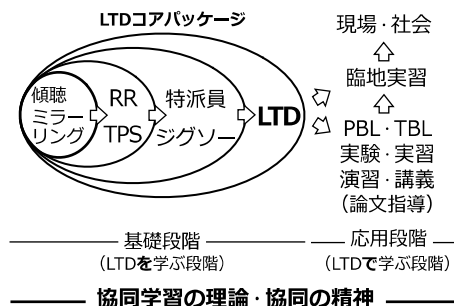 LTDコアパッケージ
傾聴
ミラー
リング
RR
TPS
特派員
ジグソー
LTD
現場・社会
臨地実習
PBL・TBL
実験・実習
演習・講義
(論文指導)
基礎段階
(LTDを学ぶ段階)
応用段階
(LTDで学ぶ段階)
協同学習の理論・協同の精神